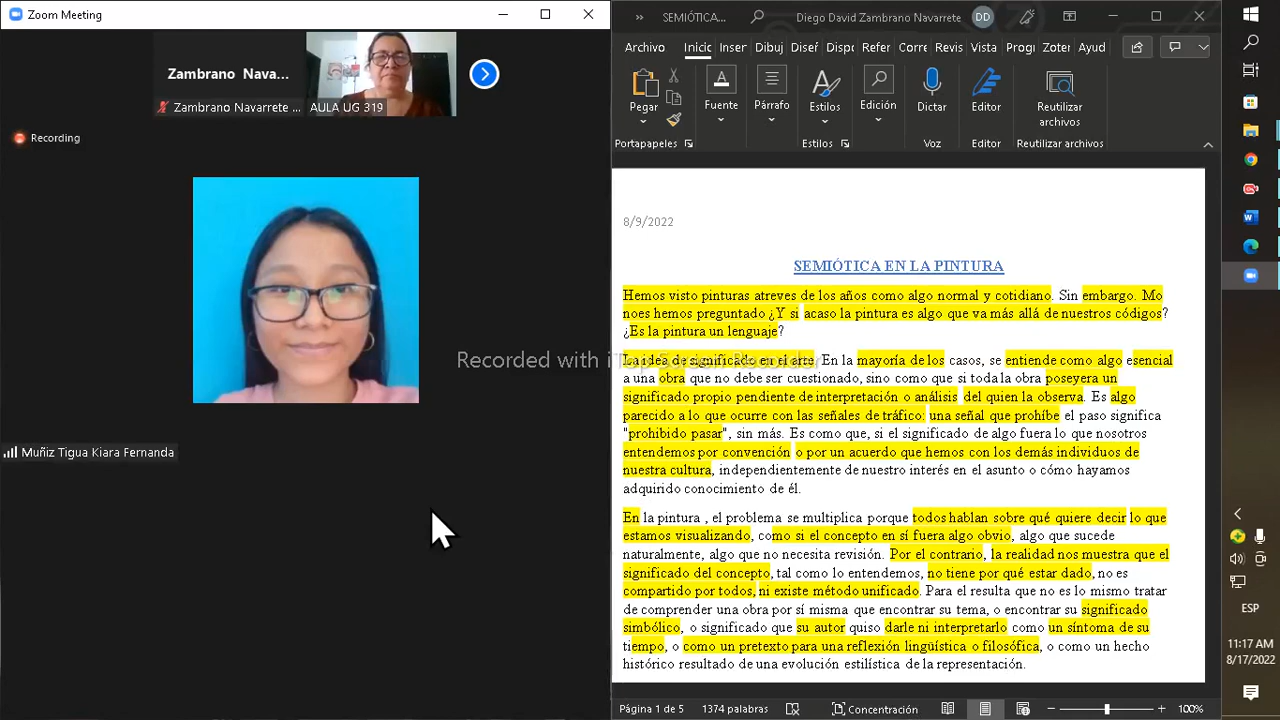 Zoom Meeting
Zambrano Nava...
Zambrano Navarrete ...
AULA UG 319
Recording
Muñiz Tigua Kiara Fernanda
Recorded with iTop Screen Recorder
SEMIÓTICA...
Diego David Zambrano Navarrete
DD
Archivo Inicio Inser Dibuj Diseñ Dispo Refer Corre Revis Vista Progr Zoter Ayud
Pegar
Fuente
Párrafo
Estilos
Edición
Dictar
Editor
Reutilizar
archivos
Portapapeles
Estilos
Voz
Editor
Reutilizar archivos
8/9/2022
SEMIÓTICA EN LA PINTURA
Hemos visto pinturas atreves de los años como algo normal y cotidiano. Sin embargo. Mo
noes hemos preguntado ¿Y si acaso la pintura es algo que va más allá de nuestros códigos?
¿Es la pintura un lenguaje?
La idea de significado en el arte. En la mayoría de los casos, se entiende como algo esencial
a una obra que no debe ser cuestionado, sino como que si toda la obra poseyera un
significado propio pendiente de interpretación o análisis del quien la observa. Es algo
parecido a lo que ocurre con las señales de tráfico: una señal que prohíbe el paso significa
"prohibido pasar", sin más. Es como que, si el significado de algo fuera lo que nosotros
entendemos por convención o por un acuerdo que hemos con los demás individuos de
nuestra cultura, independientemente de nuestro interés en el asunto o cómo hayamos
adquirido conocimiento de él.
En la pintura , el problema se multiplica porque todos hablan sobre qué quiere decir lo que
estamos visualizando, como si el concepto en sí fuera algo obvio, algo que sucede
naturalmente, algo que no necesita revisión. Por el contrario, la realidad nos muestra que el
significado del concepto, tal como lo entendemos, no tiene por qué estar dado, no es
compartido por todos, ni existe método unificado. Para el resulta que no es lo mismo tratar
de comprender una obra por sí misma que encontrar su tema, o encontrar su significado
simbólico, o significado que su autor quiso darle ni interpretarlo como un síntoma de su
tiempo, o como un pretexto para una reflexión lingüística o filosófica, o como un hecho
histórico resultado de una evolución estilística de la representación.
Página 1 de 5
1374 palabras
Concentración
100%
ESP
11:17 AM
8/17/2022